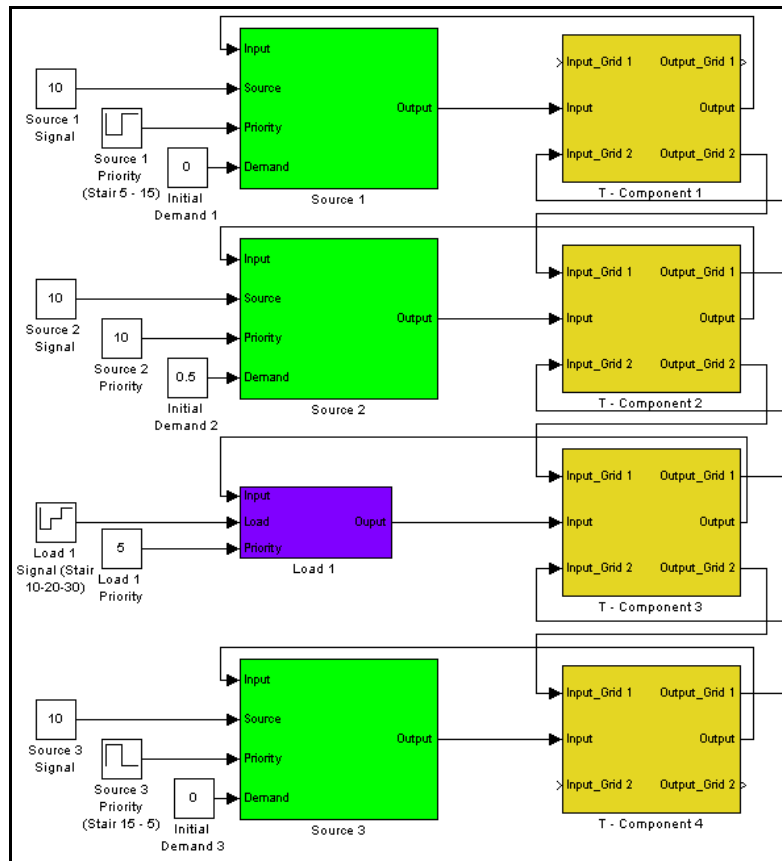 Input
Source
Priority
Demand
Output
Source 1
10
Source 1
Signal
Source 1
Priority
(Stair 5 - 15)
0
Initial
Demand 1
Input_Grid 1
Output_Grid 1
Input
Output
Input_Grid 2
Output_Grid 2
T - Component 1
Input
Source
Priority
Demand
Output
Source 2
10
Source 2
Signal
10
Source 2
Priority
0.5
Initial
Demand 2
Input_Grid 1
Output_Grid 1
Input
Output
Input_Grid 2
Output_Grid 2
T - Component 2
Input
Load
Priority
Ouput
Load 1
Load 1
Signal (Stair
10-20-30)
5
Load 1
Priority
Input_Grid 1
Output_Grid 1
Input
Output
Input_Grid 2
Output_Grid 2
T - Component 3
Input
Source
Priority
Demand
Output
Source 3
10
Source 3
Signal
Source 3
Priority
(Stair 15 - 5)
0
Initial
Demand 3
Input_Grid 1
Output_Grid 1
Input
Output
Input_Grid 2
Output_Grid 2
T - Component 4